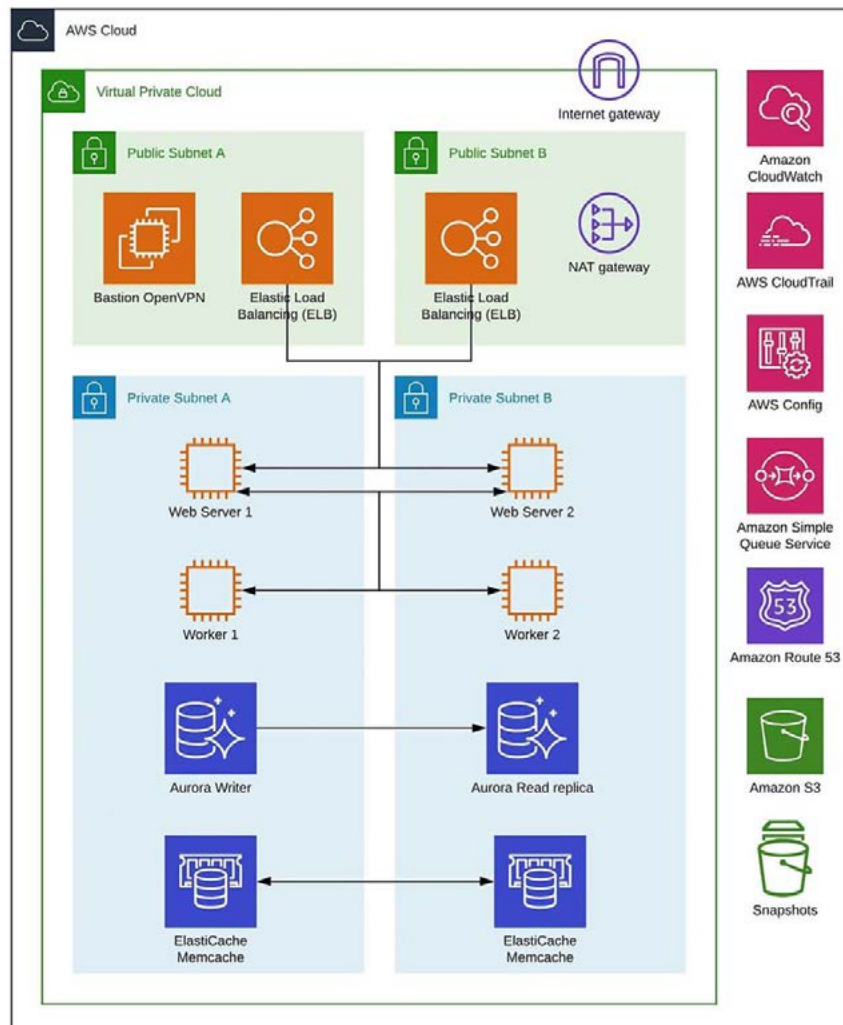 AWS Cloud
Virtual Private Cloud
Internet gateway
Public Subnet A
Public Subnet B
Bastion OpenVPN
Elastic Load
Balancing (ELB)
Elastic Load
Balancing (ELB)
NAT gateway
Private Subnet A
Private Subnet B
Web Server 1
Web Server 2
Worker 1
Worker 2
Aurora Writer
Aurora Read replica
ElastiCache
Memcache
ElastiCache
Memcache
Amazon
CloudWatch
AWS CloudTrail
AWS Config
Amazon Simple
Queue Service
53
Amazon Route 53
Amazon S3
Snapshots